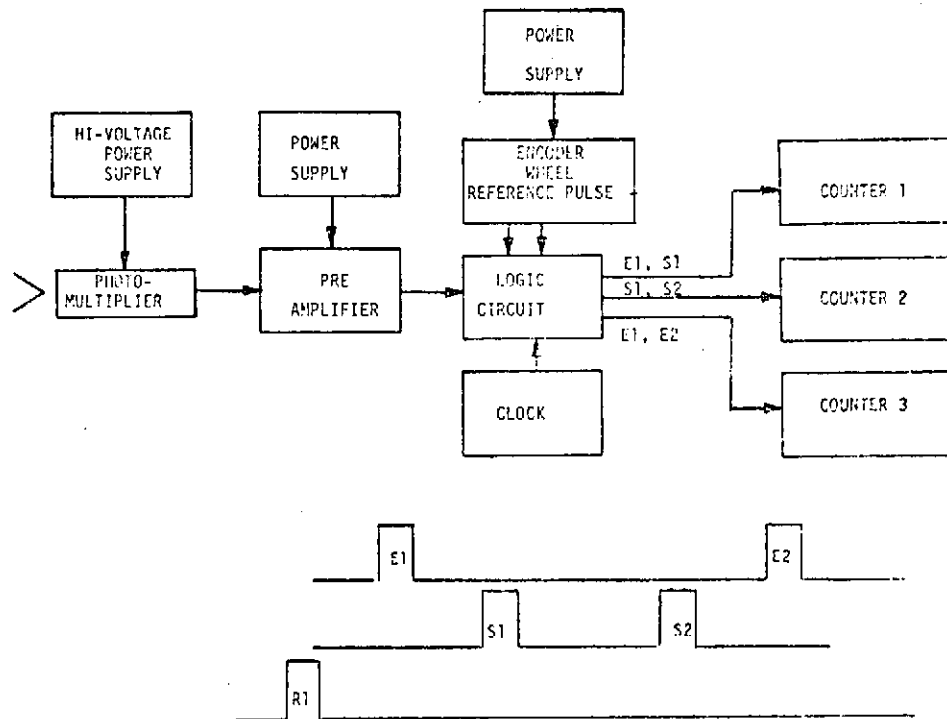 POWER
SUPPLY
HI-VOLTAGE
POWER
SUPPLY
POWER
SUPPLY
ENCODER
WHEEL
REFERENCE PULSE
COUNTER 1
PHOTO-
MULTIPLIER
PRE
AMPLIFIER
LOGIC
CIRCUIT
E1, S1
S1, S2
E1, E2
COUNTER 2
CLOCK
COUNTER 3
E1
E2
S1
S2
R1